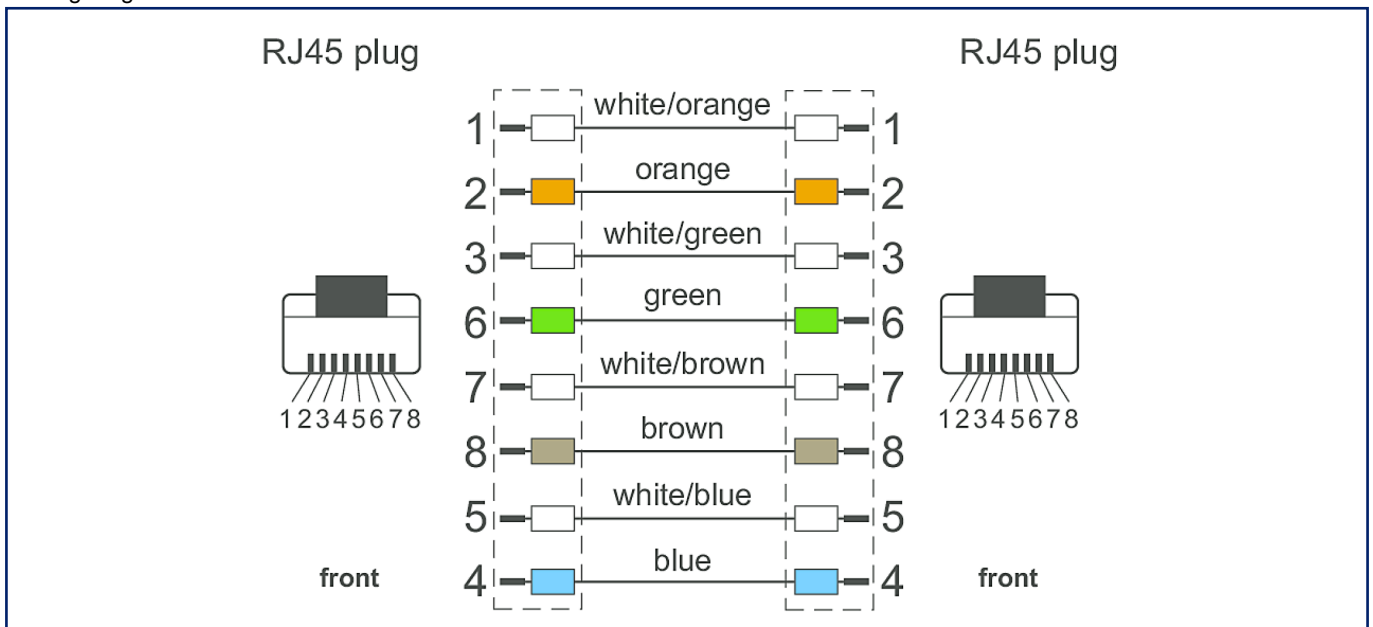 RJ45 plug RJ45 plug
white/orange
1 1
orange
2 2
white/green
3 3
green
6 6
white/brown
7 7
12345678 12345678
brown
8 8
white/blue
5 5
blue
front 4 4 front